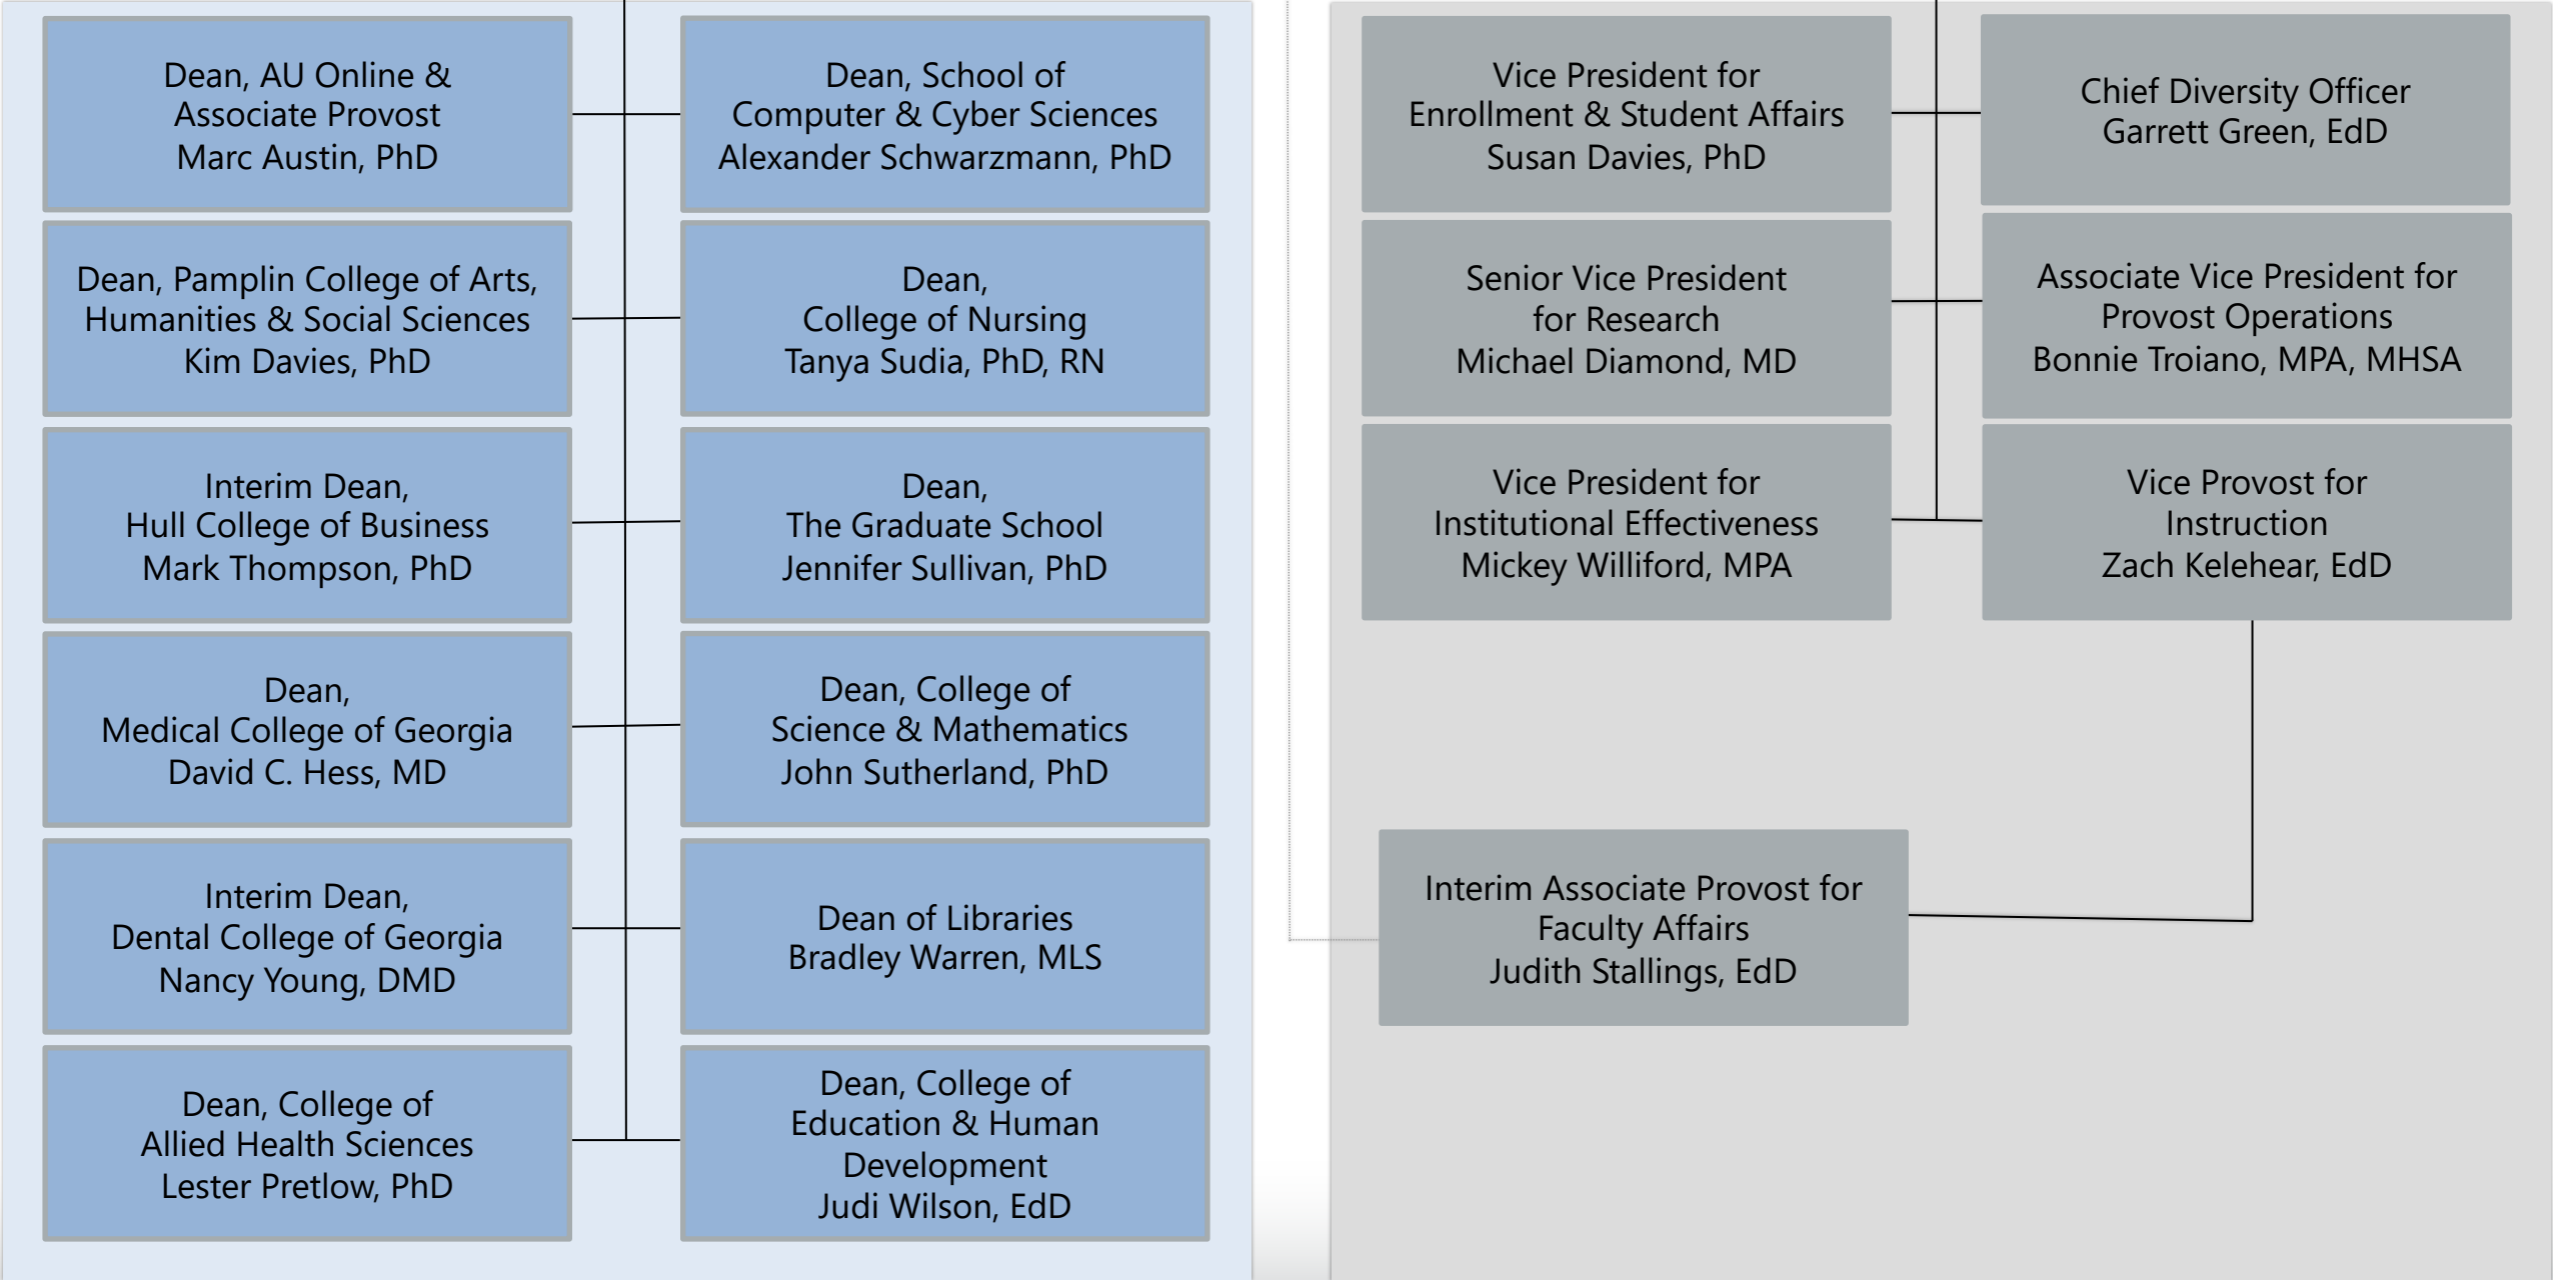 Dean, AU Online &
Associate Provost
Marc Austin, PhD
Dean, School of
Computer & Cyber Sciences
Alexander Schwarzmann, PhD
Dean, Pamplin College of Arts,
Humanities & Social Sciences
Kim Davies, PhD
Dean,
College of Nursing
Tanya Sudia, PhD, RN
Interim Dean,
Hull College of Business
Mark Thompson, PhD
Dean,
The Graduate School
Jennifer Sullivan, PhD
Dean,
Medical College of Georgia
David C. Hess, MD
Dean, College of
Science & Mathematics
John Sutherland, PhD
Interim Dean,
Dental College of Georgia
Nancy Young, DMD
Dean of Libraries
Bradley Warren, MLS
Dean, College of
Allied Health Sciences
Lester Pretlow, PhD
Dean, College of
Education & Human
Development
Judi Wilson, EdD
Vice President for
Enrollment & Student Affairs
Susan Davies, PhD
Chief Diversity Officer
Garrett Green, EdD
Senior Vice President
for Research
Michael Diamond, MD
Associate Vice President for
Provost Operations
Bonnie Troiano, MPA, MHSA
Vice President for
Institutional Effectiveness
Mickey Williford, MPA
Vice Provost for
Instruction
Zach Kelehear, EdD
Interim Associate Provost for
Faculty Affairs
Judith Stallings, EdD